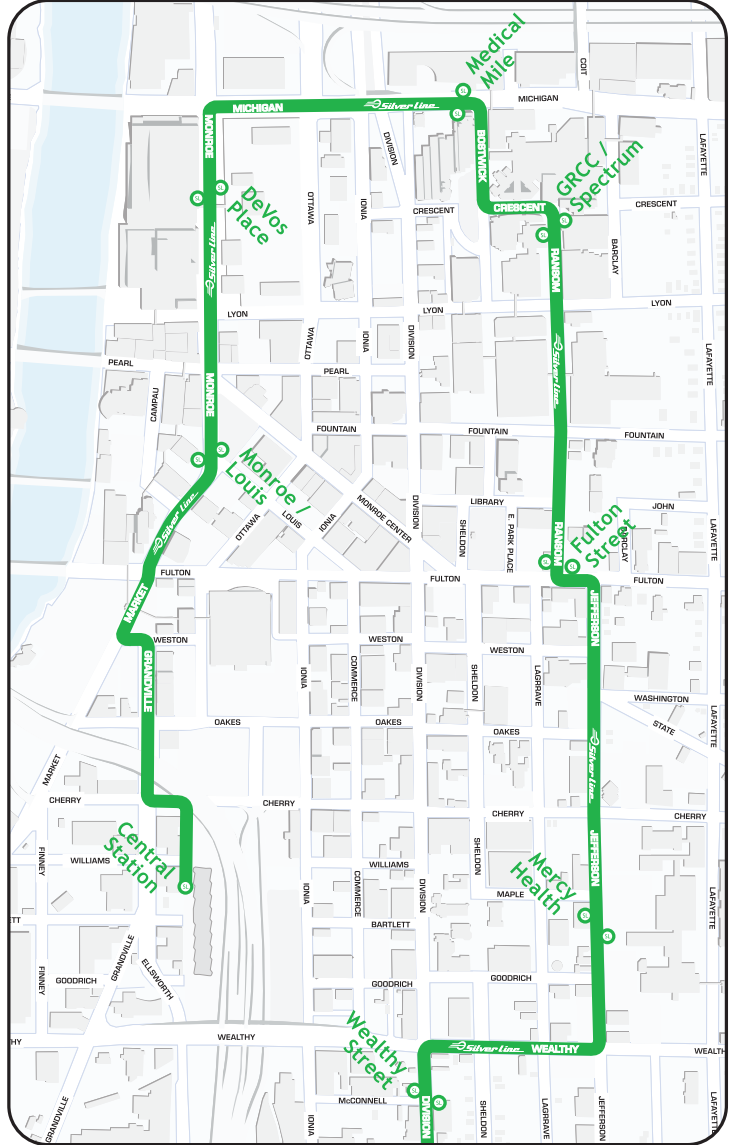 COIT
Medical
Mile
MICHIGAN
Silver line
MICHIGAN
MONROE
DIVISION
BOSTWICK
LAFAYETTE
GRCC /
Spectrum
DeVos
Place
OTTAWA
IONIA
CRESCENT
CRESCENT
CRESCENT
BARCLAY
RANSOM
Silver line
LYON
LYON
LYON
OTTAWA
IONIA
DIVISION
Silver line
LAFAYETTE
PEARL
PEARL
MONROE
CAMPAU
FOUNTAIN
FOUNTAIN
FOUNTAIN
Monroe /
Louis
OTTAWA
LOUIS
IONIA
MONROE CENTER
DIVISION
LIBRARY
SHELDON
E. PARK PLACE
RANSOM
JOHN
Fulton
Street
BARCLAY
LAFAYETTE
Silver line
FULTON
FULTON
FULTON
MARKET
JEFFERSON
WESTON
WESTON
WESTON
GRANDVILLE
IONIA
COMMERCE
DIVISION
SHELDON
LAGRAVE
WASHINGTON
STATE
LAFAYETTE
OAKES
OAKES
OAKES
Silver line
MARKET
CHERRY
CHERRY
CHERRY
CHERRY
Central
Station
SL
FINNEY
WILLIAMS
WILLIAMS
SHELDON
JEFFERSON
Mercy
Health
MAPLE
IONIA
COMMERCE
DIVISION
LAFAYETTE
ETT
BARTLETT
GRANDVILLE
ELLSWORTH
FINNEY
GOODRICH
GOODRICH
GOODRICH
Wealthy
Street
HY
WEALTHY
Silver line
WEALTHY
WEALTH
McCONNELL
DIVISION
IONIA
SHELDON
LAGRAVE
JEFFERSON
LAFAYETTE
GRANDVILLE